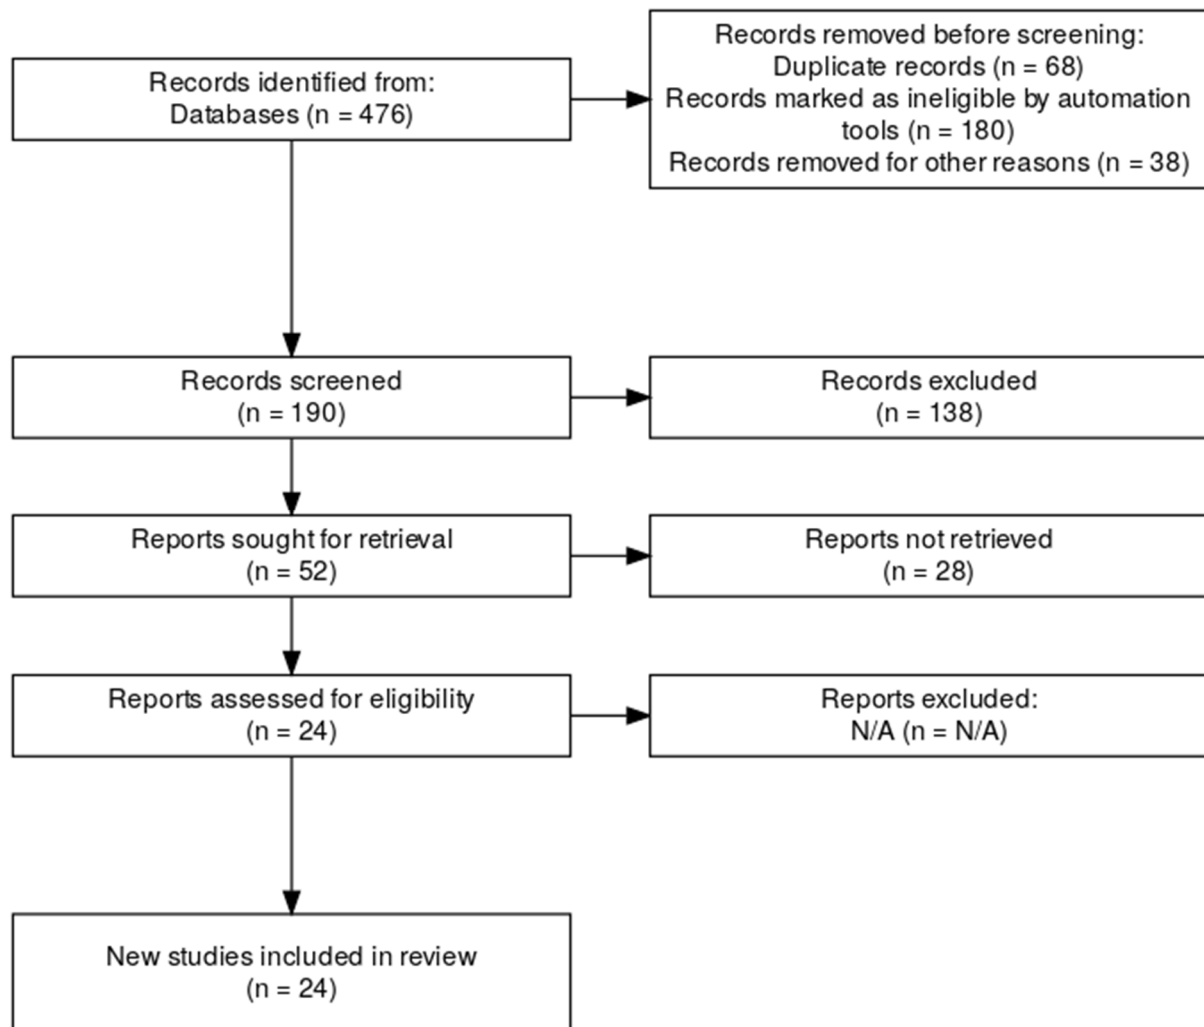 Records identified from:
Databases (n = 476)
Records removed before screening:
Duplicate records (n = 68)
Records marked as ineligible by automation
tools (n = 180)
Records removed for other reasons (n = 38)
Records screened
(n = 190)
Records excluded
(n = 138)
Reports sought for retrieval
(n = 52)
Reports not retrieved
(n = 28)
Reports assessed for eligibility
(n = 24)
Reports excluded:
N/A (n = N/A)
New studies included in review
(n = 24)